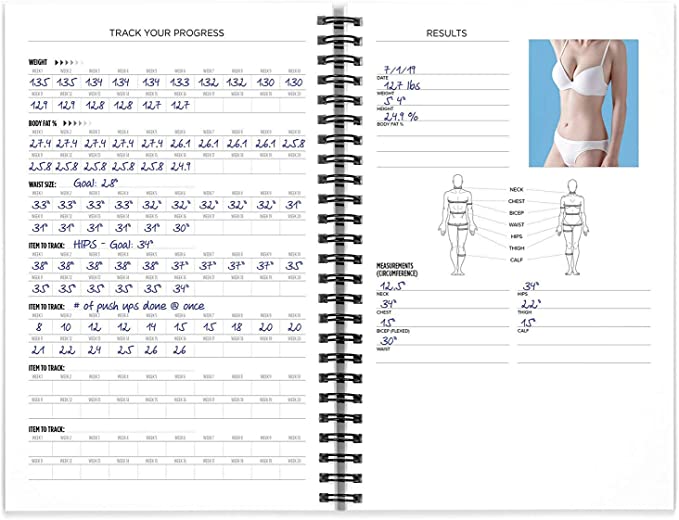 TRACK YOUR PROGRESS
WEIGHT
WEEK 1 WEEK 2 WEEK 3 WEEK 4 WEEK 5 WEEK 6 WEEK 7 WEEK 8 WEEK 9 WEEK 10
135 135 134 134 134 133 132 132 130 130
WEEK 11 WEEK 12 WEEK 13 WEEK 14 WEEK 15 WEEK 16 WEEK 17 WEEK 18 WEEK 19 WEEK 20
129 129 128 128 127 127
BODY FAT %
WEEK 1 WEEK 2 WEEK 3 WEEK 4 WEEK 5 WEEK 6 WEEK 7 WEEK 8 WEEK 9 WEEK 10
27.4 27.4 27.4 27.4 27.4 26.1 26.1 26.1 26.1 25.8
WEEK 11 WEEK 12 WEEK 13 WEEK 14 WEEK 15 WEEK 16 WEEK 17 WEEK 18 WEEK 19 WEEK 20
25.8 25.8 25.8 25.8 24.9
WAIST SIZE: Goal: 28"
WEEK 1 WEEK 2 WEEK 3 WEEK 4 WEEK 5 WEEK 6 WEEK 7 WEEK 8 WEEK 9 WEEK 10
33" 33" 33" 32" 32" 32" 32" 32" 31" 31"
WEEK 11 WEEK 12 WEEK 13 WEEK 14 WEEK 15 WEEK 16 WEEK 17 WEEK 18 WEEK 19 WEEK 20
31" 31" 31" 31" 31" 30"
ITEM TO TRACK: HIPS - Goal: 34"
WEEK 1 WEEK 2 WEEK 3 WEEK 4 WEEK 5 WEEK 6 WEEK 7 WEEK 8 WEEK 9 WEEK 10
38" 38" 38" 38" 38" 37" 37" 37" 37" 35"
WEEK 11 WEEK 12 WEEK 13 WEEK 14 WEEK 15 WEEK 16 WEEK 17 WEEK 18 WEEK 19 WEEK 20
35" 35" 35" 34" 34" 34"
ITEM TO TRACK: # of push ups done @ once
WEEK 1 WEEK 2 WEEK 3 WEEK 4 WEEK 5 WEEK 6 WEEK 7 WEEK 8 WEEK 9 WEEK 10
8 10 12 12 14 15 15 18 20 20
WEEK 11 WEEK 12 WEEK 13 WEEK 14 WEEK 15 WEEK 16 WEEK 17 WEEK 18 WEEK 19 WEEK 20
21 22 24 25 26 26
ITEM TO TRACK:
WEEK 1 WEEK 2 WEEK 3 WEEK 4 WEEK 5 WEEK 6 WEEK 7 WEEK 8 WEEK 9 WEEK 10
WEEK 11 WEEK 12 WEEK 13 WEEK 14 WEEK 15 WEEK 16 WEEK 17 WEEK 18 WEEK 19 WEEK 20
ITEM TO TRACK:
WEEK 1 WEEK 2 WEEK 3 WEEK 4 WEEK 5 WEEK 6 WEEK 7 WEEK 8 WEEK 9 WEEK 10
WEEK 11 WEEK 12 WEEK 13 WEEK 14 WEEK 15 WEEK 16 WEEK 17 WEEK 18 WEEK 19 WEEK 20
RESULTS
7/1/19
DATE
127 lbs
WEIGHT
5' 4"
HEIGHT
24.9 %
BODY FAT %
NECK
CHEST
BICEP
WAIST
HIPS
THIGH
CALF
MEASUREMENTS
(CIRCUMFERENCE)
12.5"
NECK
34"
CHEST
15"
BICEP (FLEXED)
30"
WAIST
34"
HIPS
22"
THIGH
15"
CALF